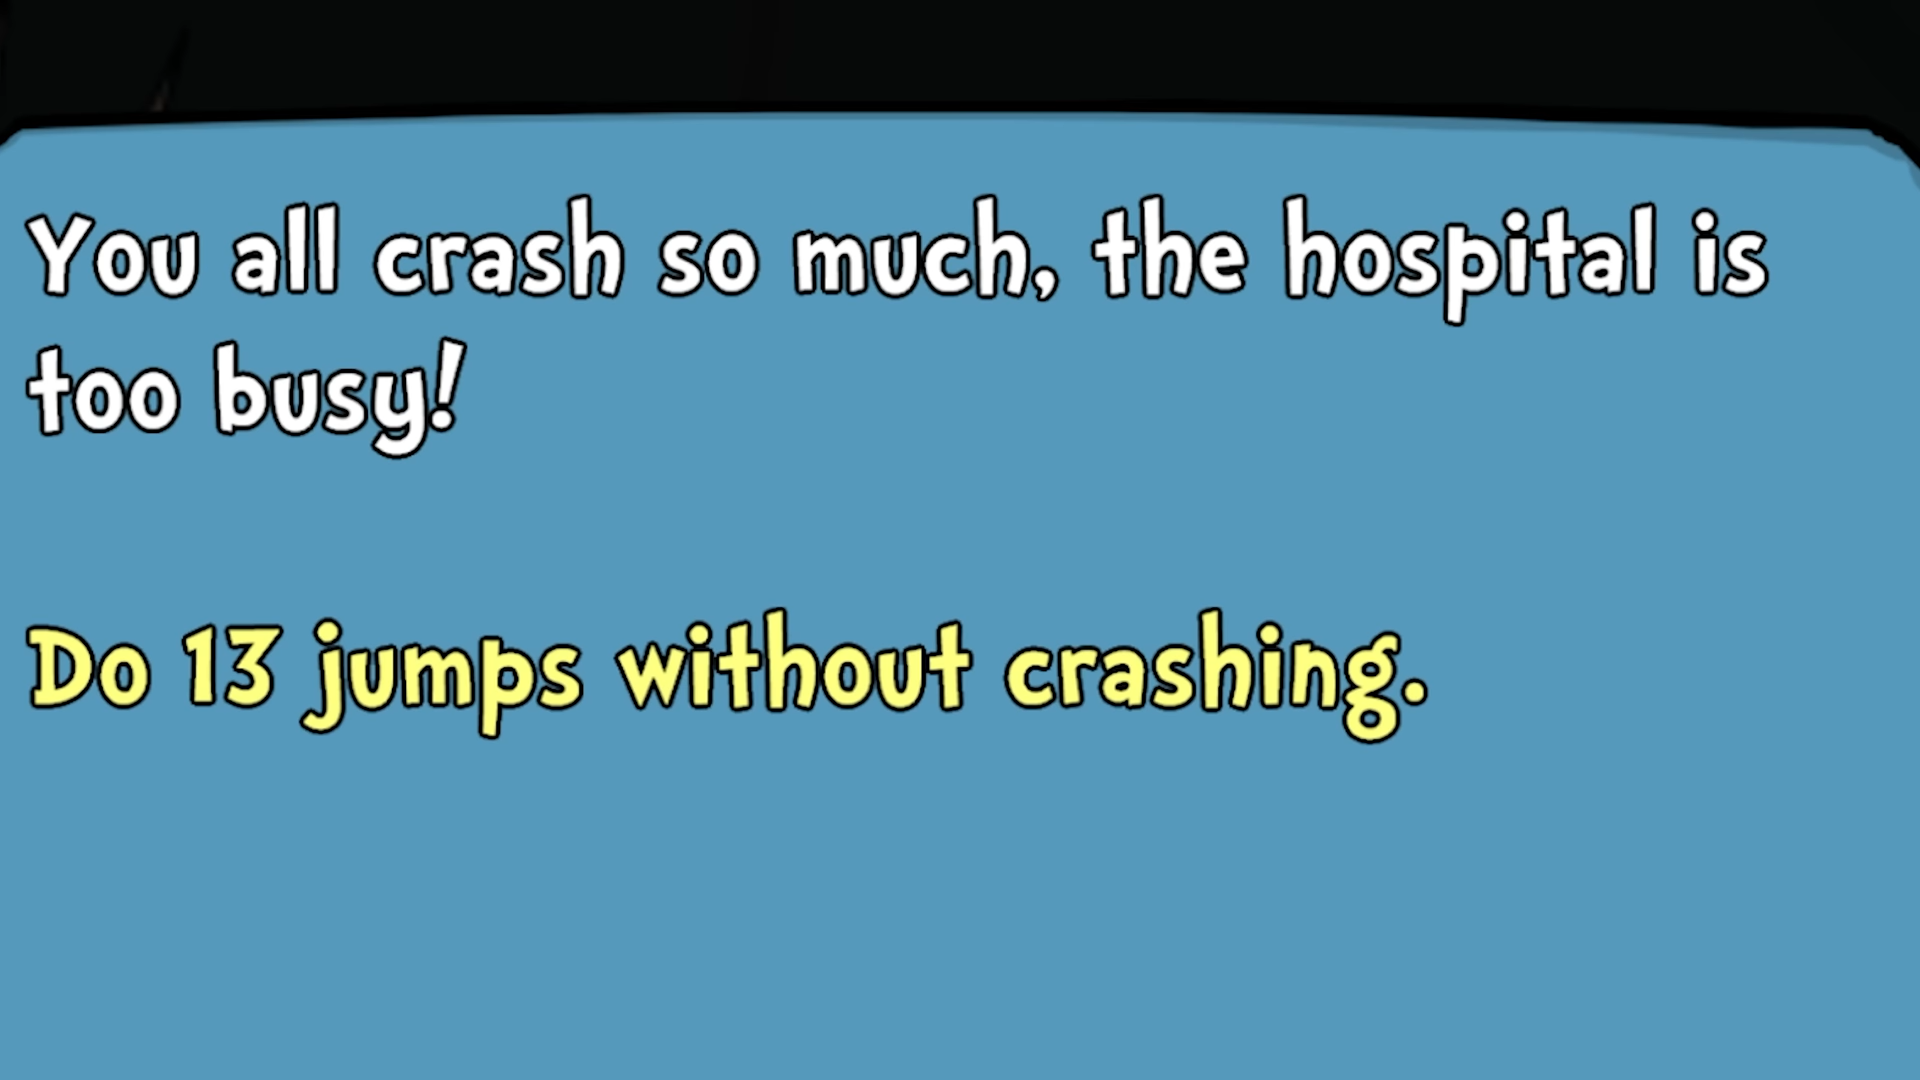 You all crash so much, the hospital is
too busy!
Do 13 jumps without crashing.